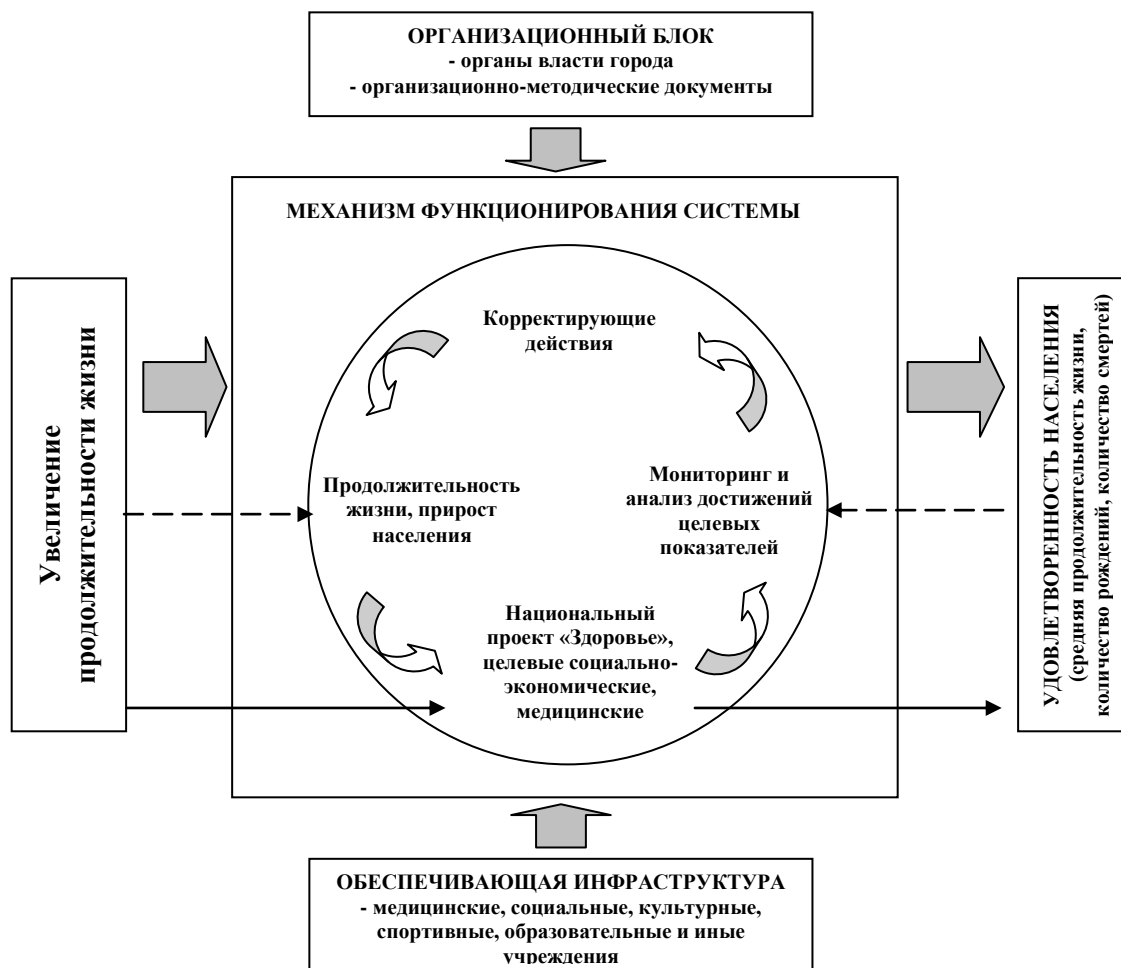 ОРГАНИЗАЦИОННЫЙ БЛОК
- органы власти города
- организационно-методические документы
МЕХАНИЗМ ФУНКЦИОНИРОВАНИЯ СИСТЕМЫ
Увеличение
продолжительности жизни
Корректирующие
действия
Продолжительность
жизни, прирост
населения
Мониторинг и
анализ достижений
целевых
показателей
Национальный
проект «Здоровье»,
целевые социально-
экономические,
медицинские
УДОВЛЕТВОРЕННОСТЬ НАСЕЛЕНИЯ
(средняя продолжительность жизни,
количество рождений, количество смертей)
ОБЕСПЕЧИВАЮЩАЯ ИНФРАСТРУКТУРА
- медицинские, социальные, культурные,
спортивные, образовательные и иные
учреждения